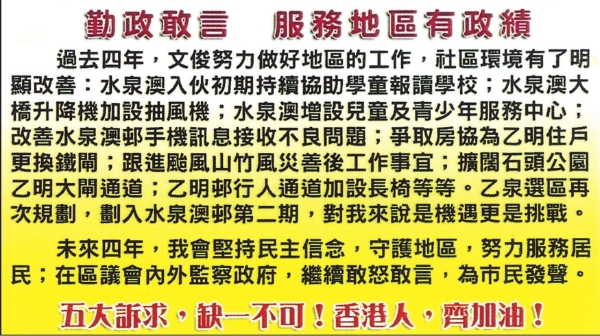 勤政敢言　服務地區有政績
過去四年，文俊努力做好地區的工作，社區環境有了明
顯改善：水泉澳入伙初期持續協助學童報讀學校；水泉澳大
橋升降機加設抽風機；水泉澳增設兒童及青少年服務中心；
改善水泉澳邨手機訊息接收不良問題；爭取房協為乙明住戶
更換鐵閘；跟進颱風山竹風災善後工作事宜；擴闊石頭公園
乙明大閘通道；乙明邨行人通道加設長椅等等。乙泉選區再
次規劃，劃入水泉澳邨第二期，對我來說是機遇更是挑戰。
未來四年，我會堅持民主信念，守護地區，努力服務居
民；在區議會內外監察政府，繼續敢怒敢言，為市民發聲。
五大訴求，缺一不可！香港人，齊加油！